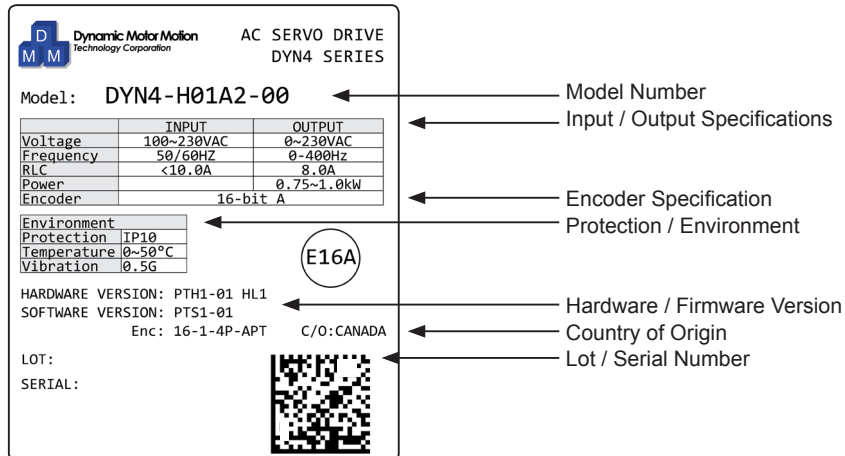 D
M M
Dynamic Motor Motion
Technology Corporation
AC SERVO DRIVE
DYN4 SERIES
Model: DYN4-H01A2-00
INPUT OUTPUT
Voltage 100~230VAC 0~230VAC
Frequency 50/60HZ 0-400Hz
RLC <10.0A 8.0A
Power 0.75~1.0kW
Encoder 16-bit A
Environment
Protection IP10
Temperature 0~50°C
Vibration 0.5G
E16A
HARDWARE VERSION: PTH1-01 HL1
SOFTWARE VERSION: PTS1-01
Enc: 16-1-4P-APT C/O:CANADA
LOT:
SERIAL:
Model Number
Input / Output Specifications
Encoder Specification
Protection / Environment
Hardware / Firmware Version
Country of Origin
Lot / Serial Number